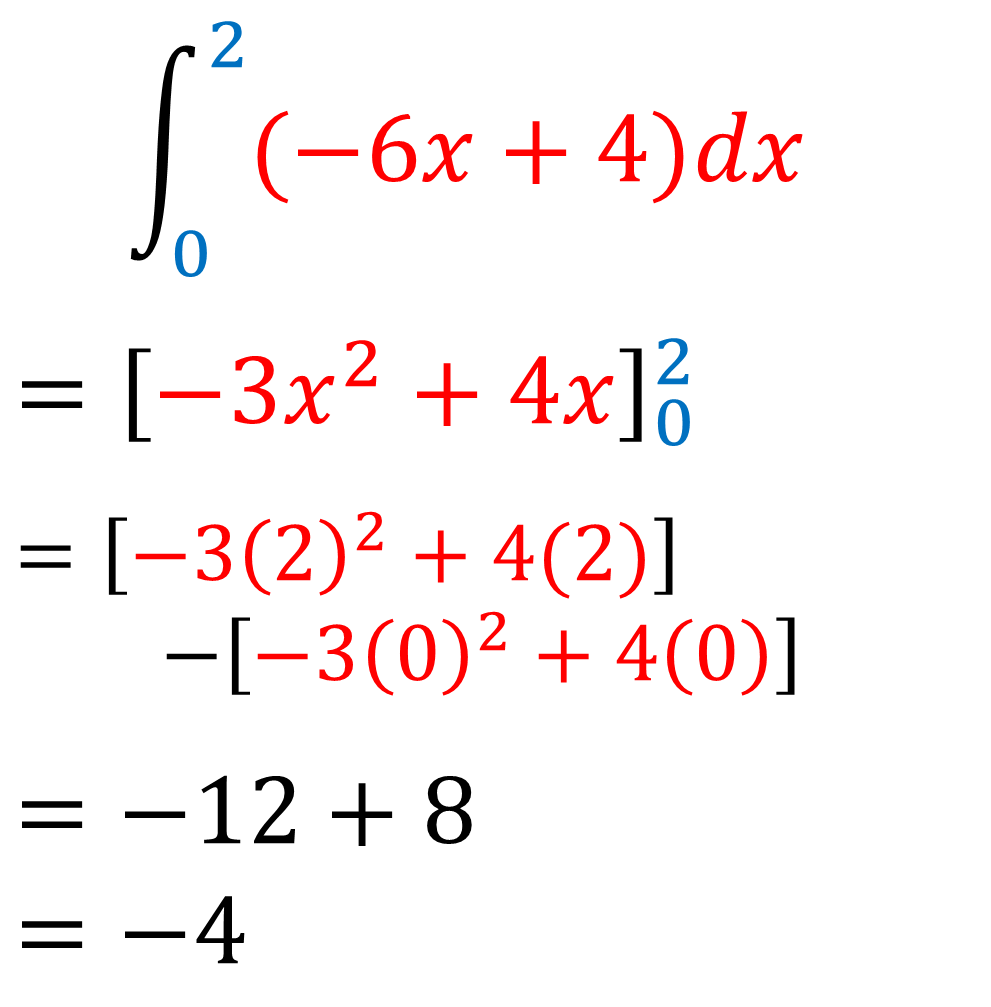 ∫₀² (−6x + 4)dx
= [−3x² + 4x]₀²
= [−3(2)² + 4(2)]
−[−3(0)² + 4(0)]
= −12 + 8
= −4